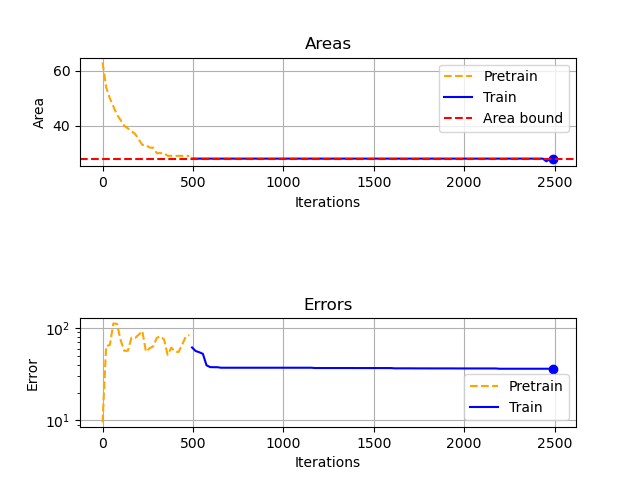 Areas
60
40
Area
Pretrain
Train
Area bound
0 500 1000 1500 2000 2500
Iterations
Errors
10²
10¹
Error
Pretrain
Train
0 500 1000 1500 2000 2500
Iterations